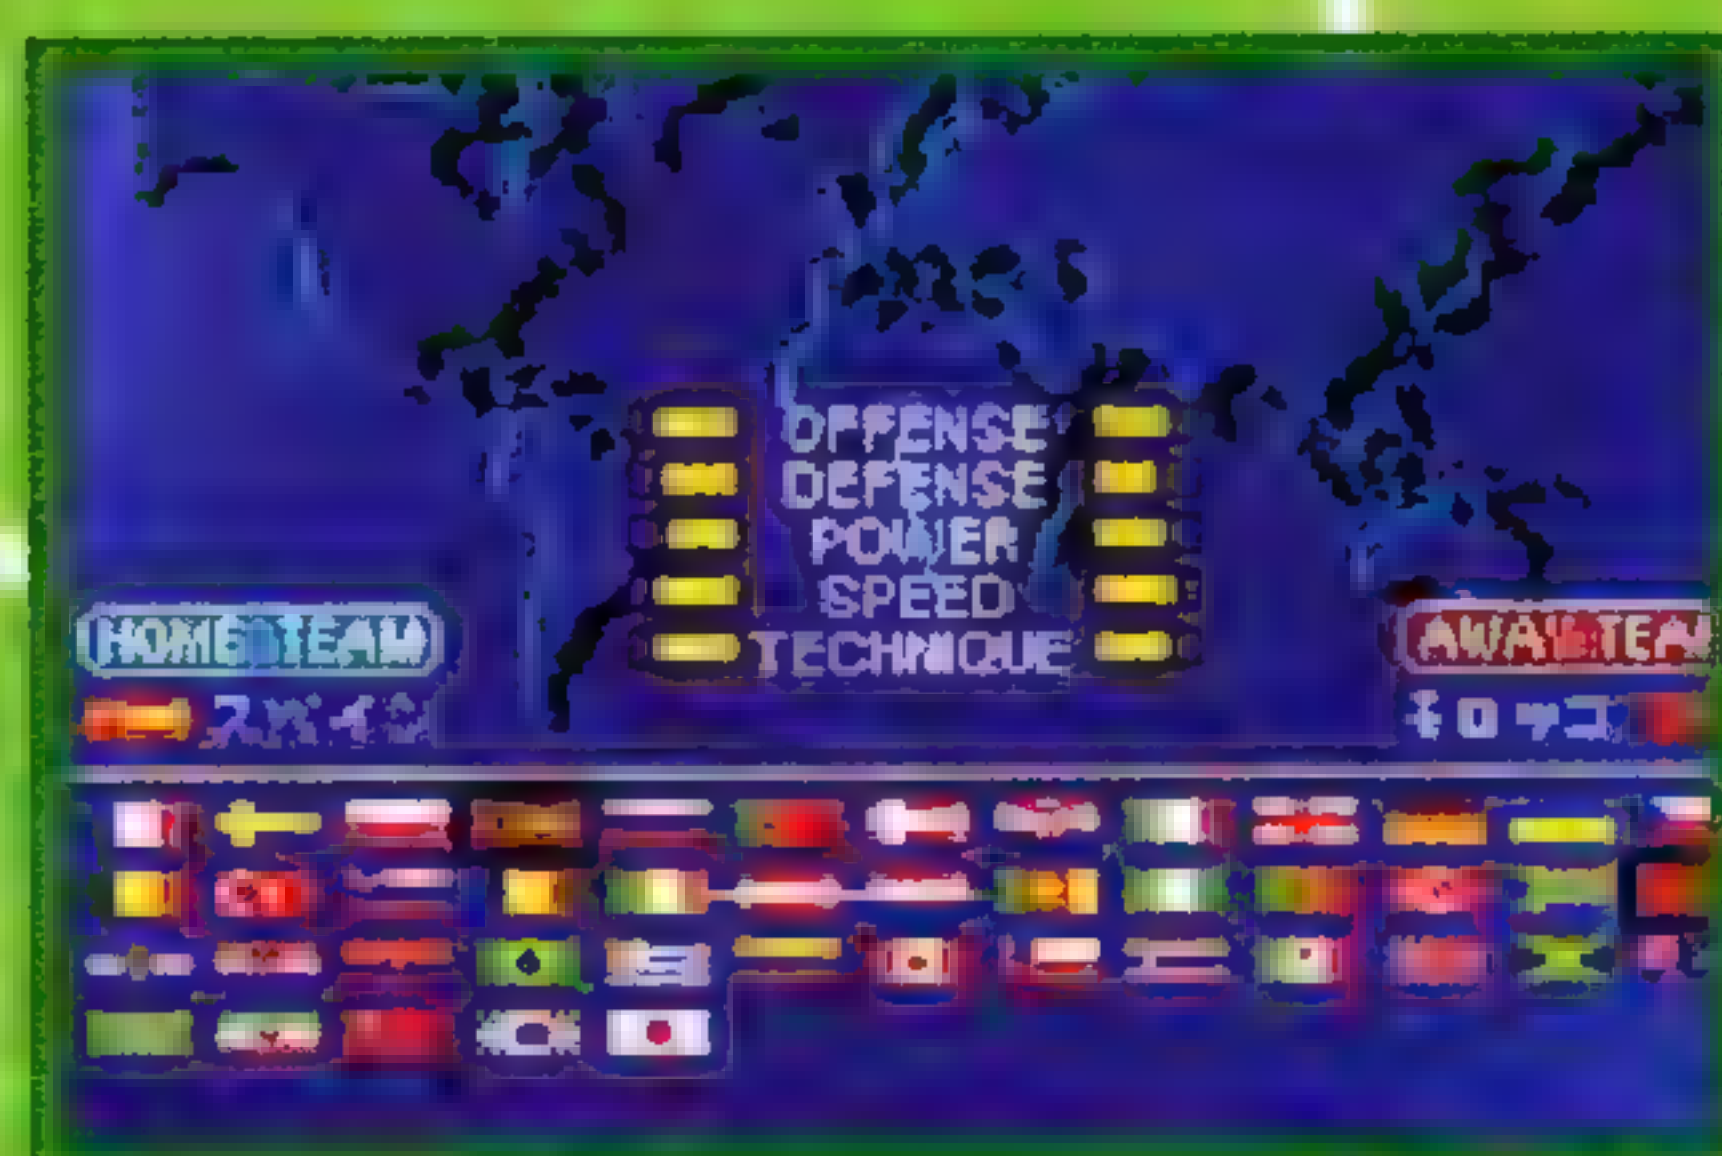 OFFENSE
DEFENSE
POWER
SPEED
TECHNIQUE
HOME TEAM
AWAY TEAM
スペイン
モロッコ